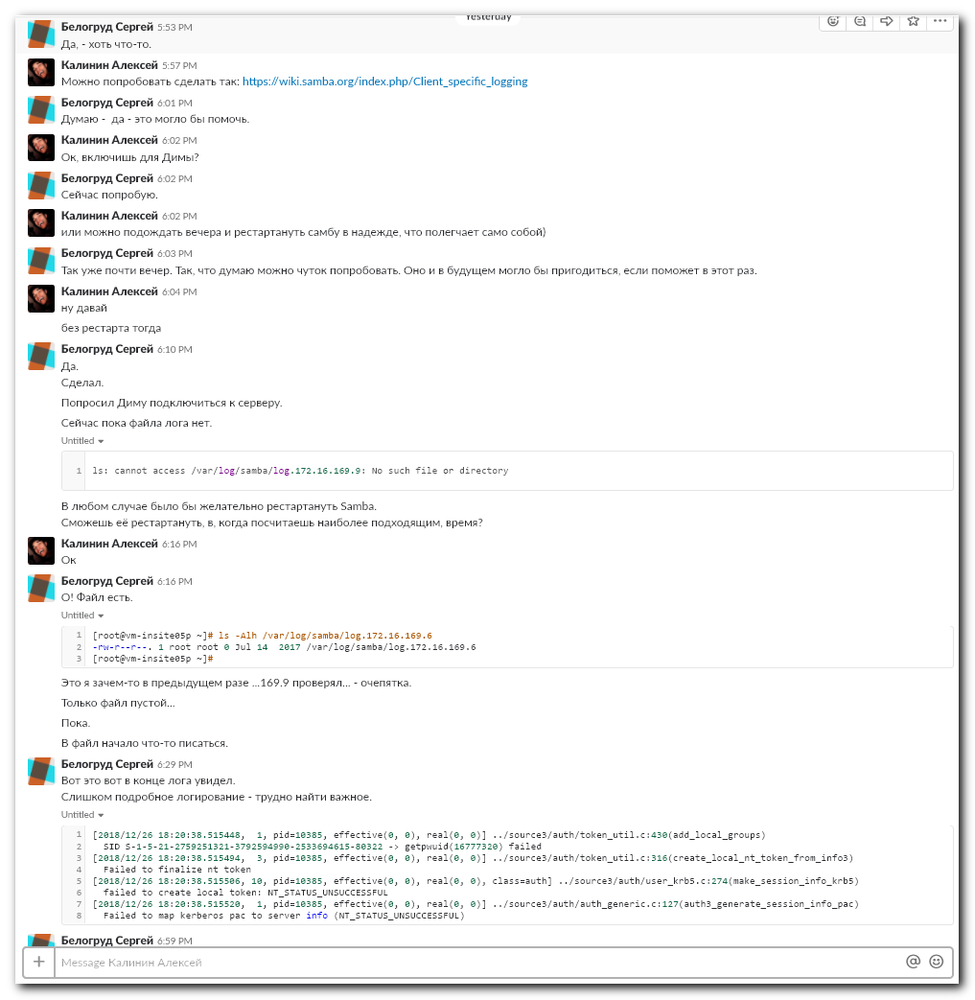 Yesterday
Белогруд Сергей 5:53 PM
Да, - хоть что-то.
Калинин Алексей 5:57 PM
Можно попробовать сделать так: https://wiki.samba.org/index.php/Client_specific_logging
Белогруд Сергей 6:01 PM
Думаю - да - это могло бы помочь.
Калинин Алексей 6:02 PM
Ок, включишь для Димы?
Белогруд Сергей 6:02 PM
Сейчас попробую.
Калинин Алексей 6:02 PM
или можно подождать вечера и рестартануть самбу в надежде, что полегчает само собой)
Белогруд Сергей 6:03 PM
Так уже почти вечер. Так, что думаю можно чуток попробовать. Оно и в будущем могло бы пригодиться, если поможет в этот раз.
Калинин Алексей 6:04 PM
ну давай
без рестарта тогда
Белогруд Сергей 6:10 PM
Да.
Сделал.
Попросил Диму подключиться к серверу.
Сейчас пока файла лога нет.
Untitled
1 ls: cannot access /var/log/samba/log.172.16.169.9: No such file or directory
В любом случае было бы желательно рестартануть Samba.
Сможешь её рестартануть, в, когда посчитаешь наиболее подходящим, время?
Калинин Алексей 6:16 PM
Ок
Белогруд Сергей 6:16 PM
О! Файл есть.
Untitled
1 [root@vm-insite05p ~]# ls -Alh /var/log/samba/log.172.16.169.6
2 -rw-r--r--. 1 root root 0 Jul 14  2017 /var/log/samba/log.172.16.169.6
3 [root@vm-insite05p ~]#
Это я зачем-то в предыдущем разе ...169.9 проверял... - очепятка.
Только файл пустой...
Пока.
В файл начало что-то писаться.
Белогруд Сергей 6:29 PM
Вот это вот в конце лога увидел.
Слишком подробное логирование - трудно найти важное.
Untitled
1 [2018/12/26 18:20:38.515448,  1, pid=10385, effective(0, 0), real(0, 0)] ../source3/auth/token_util.c:430(add_local_groups)
2   SID S-1-5-21-2759251321-3792594990-2533694615-80322 -> getpwuid(16777320) failed
3 [2018/12/26 18:20:38.515494,  3, pid=10385, effective(0, 0), real(0, 0)] ../source3/auth/token_util.c:316(create_local_nt_token_from_info3)
4   Failed to finalize nt token
5 [2018/12/26 18:20:38.515506, 10, pid=10385, effective(0, 0), real(0, 0), class=auth] ../source3/auth/user_krb5.c:274(make_session_info_krb5)
6   failed to create local token: NT_STATUS_UNSUCCESSFUL
7 [2018/12/26 18:20:38.515520,  1, pid=10385, effective(0, 0), real(0, 0)] ../source3/auth/auth_generic.c:127(auth3_generate_session_info_pac)
8   Failed to map kerberos pac to server info (NT_STATUS_UNSUCCESSFUL)
Белогруд Сергей 6:59 PM
Message Калинин Алексей